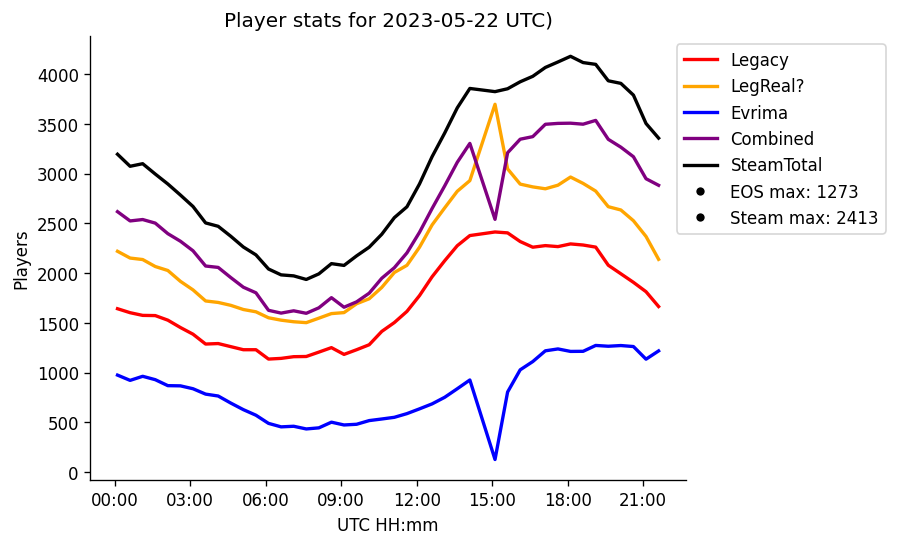 Player stats for 2023-05-22 UTC)
Players
4000
3500
3000
2500
2000
1500
1000
500
0
00:00 03:00 06:00 09:00 12:00 15:00 18:00 21:00
UTC HH:mm
Legacy
LegReal?
Evrima
Combined
SteamTotal
EOS max: 1273
Steam max: 2413